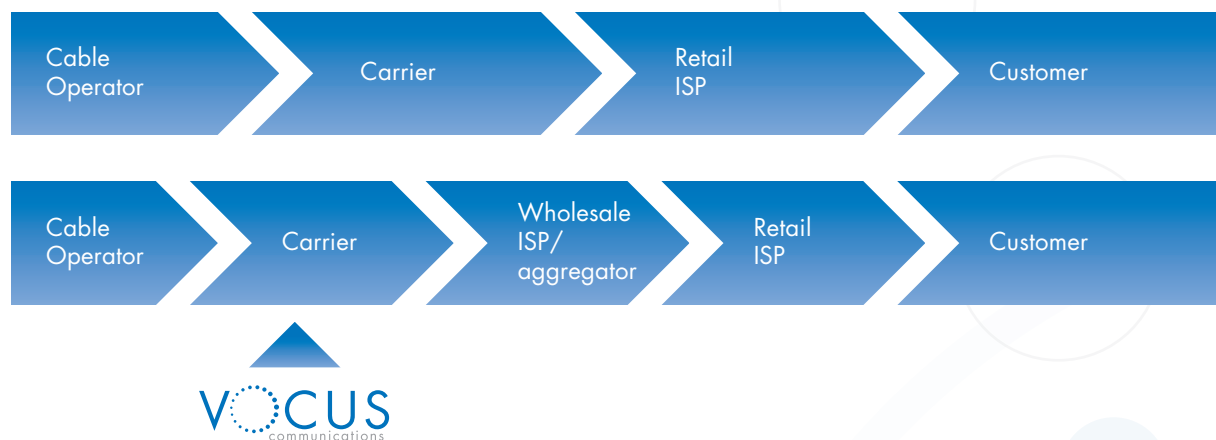 Cable
Operator
Carrier
Retail
ISP
Customer
Cable
Operator
Carrier
Wholesale
ISP/
aggregator
Retail
ISP
Customer
VOCUS
communications